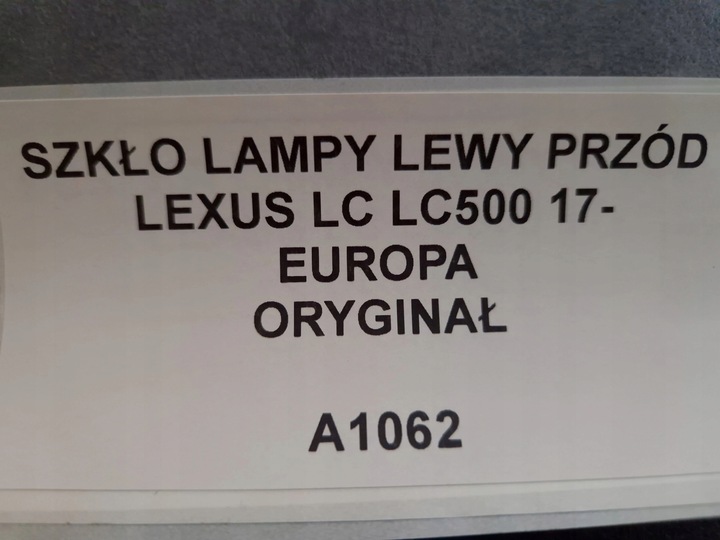 SZKŁO LAMPY LEWY PRZÓD
LEXUS LC LC500 17-
EUROPA
ORYGINAŁ
A1062